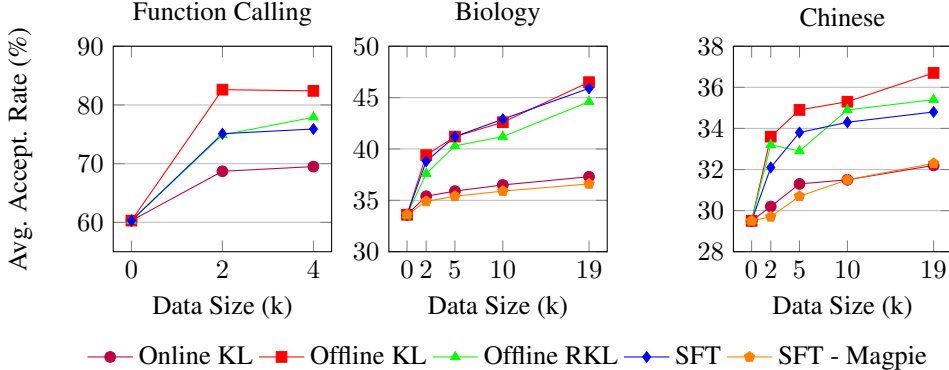 Function Calling
Biology
Chinese
Avg. Accept. Rate (%)
90
80
70
60
0 2 4
Data Size (k)
50
45
40
35
30
0 2 5 10 19
Data Size (k)
38
36
34
32
30
28
0 2 5 10 19
Data Size (k)
Online KL Offline KL Offline RKL SFT SFT - Magpie